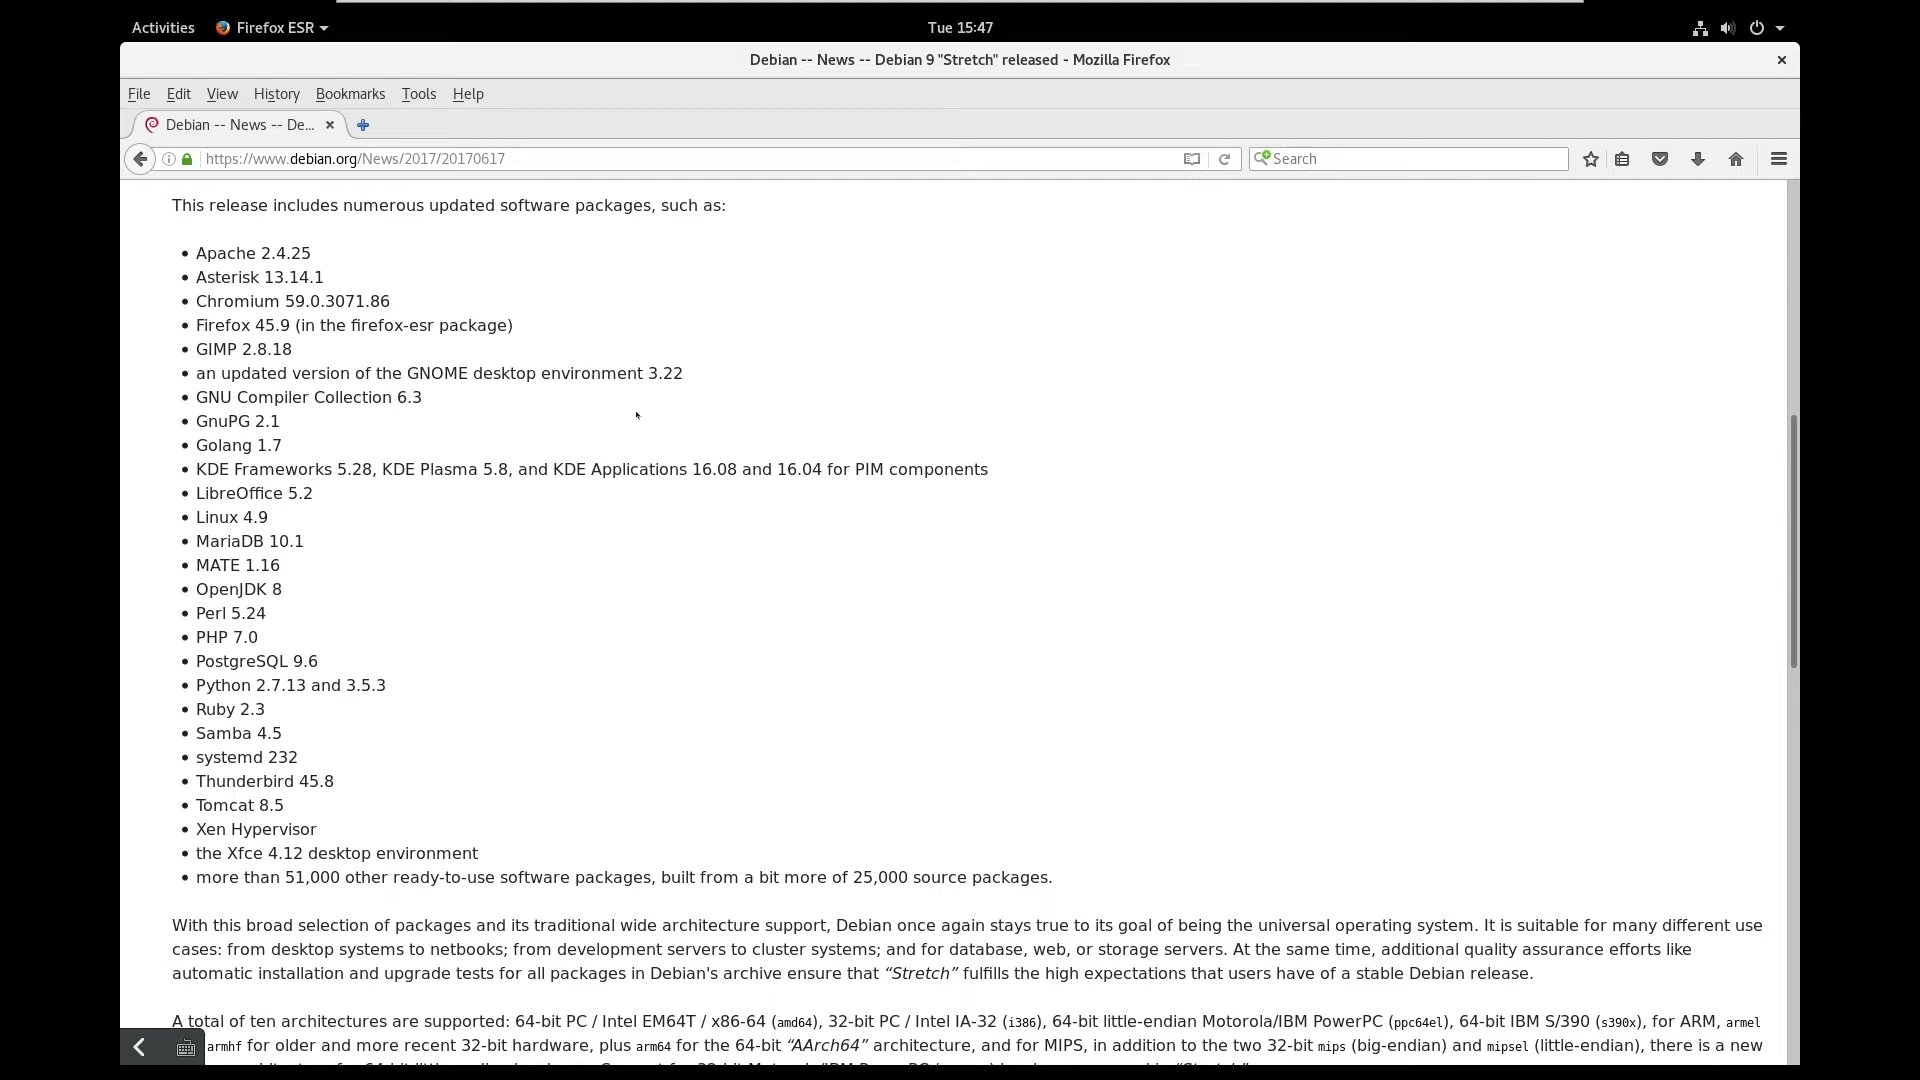 Activities
Firefox ESR
Tue 15:47
Debian -- News -- Debian 9 "Stretch" released - Mozilla Firefox
File Edit View History Bookmarks Tools Help
Debian -- News -- De...
https://www.debian.org/News/2017/20170617
Search
This release includes numerous updated software packages, such as:
• Apache 2.4.25
• Asterisk 13.14.1
• Chromium 59.0.3071.86
• Firefox 45.9 (in the firefox-esr package)
• GIMP 2.8.18
• an updated version of the GNOME desktop environment 3.22
• GNU Compiler Collection 6.3
• GnuPG 2.1
• Golang 1.7
• KDE Frameworks 5.28, KDE Plasma 5.8, and KDE Applications 16.08 and 16.04 for PIM components
• LibreOffice 5.2
• Linux 4.9
• MariaDB 10.1
• MATE 1.16
• OpenJDK 8
• Perl 5.24
• PHP 7.0
• PostgreSQL 9.6
• Python 2.7.13 and 3.5.3
• Ruby 2.3
• Samba 4.5
• systemd 232
• Thunderbird 45.8
• Tomcat 8.5
• Xen Hypervisor
• the Xfce 4.12 desktop environment
• more than 51,000 other ready-to-use software packages, built from a bit more of 25,000 source packages.
With this broad selection of packages and its traditional wide architecture support, Debian once again stays true to its goal of being the universal operating system. It is suitable for many different use
cases: from desktop systems to netbooks; from development servers to cluster systems; and for database, web, or storage servers. At the same time, additional quality assurance efforts like
automatic installation and upgrade tests for all packages in Debian's archive ensure that “Stretch” fulfills the high expectations that users have of a stable Debian release.
A total of ten architectures are supported: 64-bit PC / Intel EM64T / x86-64 (amd64), 32-bit PC / Intel IA-32 (i386), 64-bit little-endian Motorola/IBM PowerPC (ppc64el), 64-bit IBM S/390 (s390x), for ARM, armel
armhf for older and more recent 32-bit hardware, plus arm64 for the 64-bit “AArch64” architecture, and for MIPS, in addition to the two 32-bit mips (big-endian) and mipsel (little-endian), there is a new